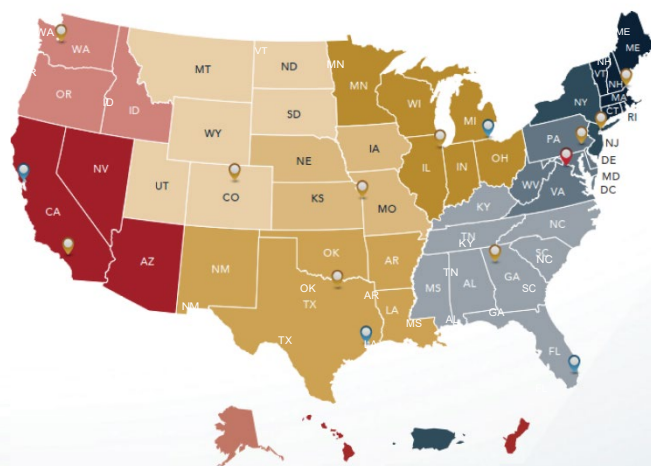 ME
WA
WA
VT
ND
MN
MT
MN
ME
NH
VT
NH
OR
ID
ID
SD
WI
MI
NY
MA
CT
RI
WY
IA
PA
NJ
NE
IL
IN
OH
DE
NV
UT
CO
KS
MO
WV
VA
MD
DC
CA
KY
NC
TN
KY
AZ
NM
OK
AR
SC
NC
TN
MS
AL
GA
OK
TX
AR
LA
SC
NM
MS
AL
GA
TX
LA
FL